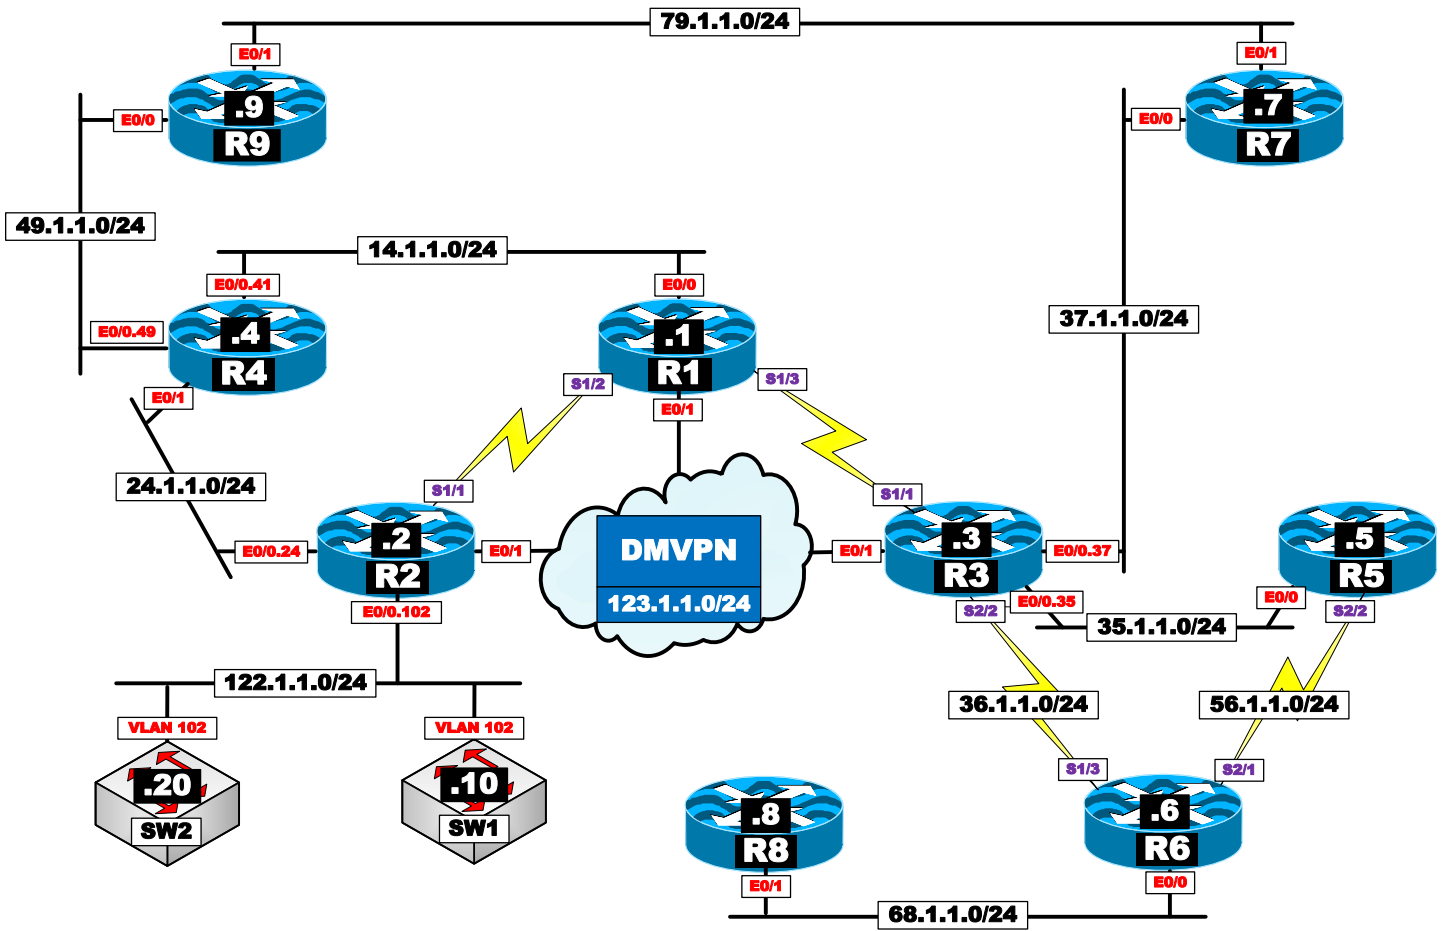 79.1.1.0/24
E0/1
E0/1
.9
R9
E0/0
.7
R7
E0/0
49.1.1.0/24
14.1.1.0/24
E0/0.41
E0/0
E0/0.49
.4
R4
.1
R1
37.1.1.0/24
E0/1
S1/2
S1/3
E0/1
24.1.1.0/24
S1/1
S1/1
.2
R2
E0/0.24
E0/1
DMVPN
123.1.1.0/24
E0/1
.3
R3
E0/0.37
.5
R5
E0/0.102
S2/2
E0/0.35
E0/0
S2/2
35.1.1.0/24
122.1.1.0/24
36.1.1.0/24
56.1.1.0/24
VLAN 102
VLAN 102
.20
SW2
.10
SW1
S1/3
S2/1
.8
R8
.6
R6
E0/1
E0/0
68.1.1.0/24